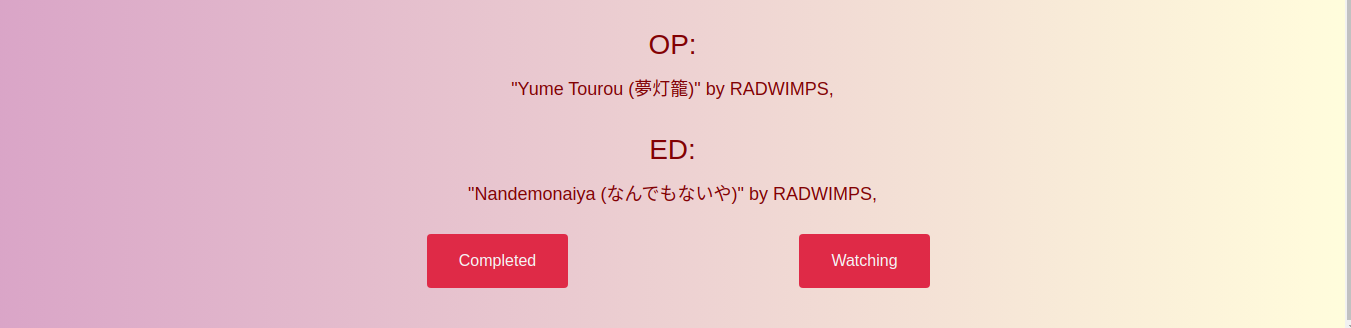 OP:
"Yume Tourou (夢灯籠)" by RADWIMPS,
ED:
"Nandemonaiya (なんでもないや)" by RADWIMPS,
Completed
Watching